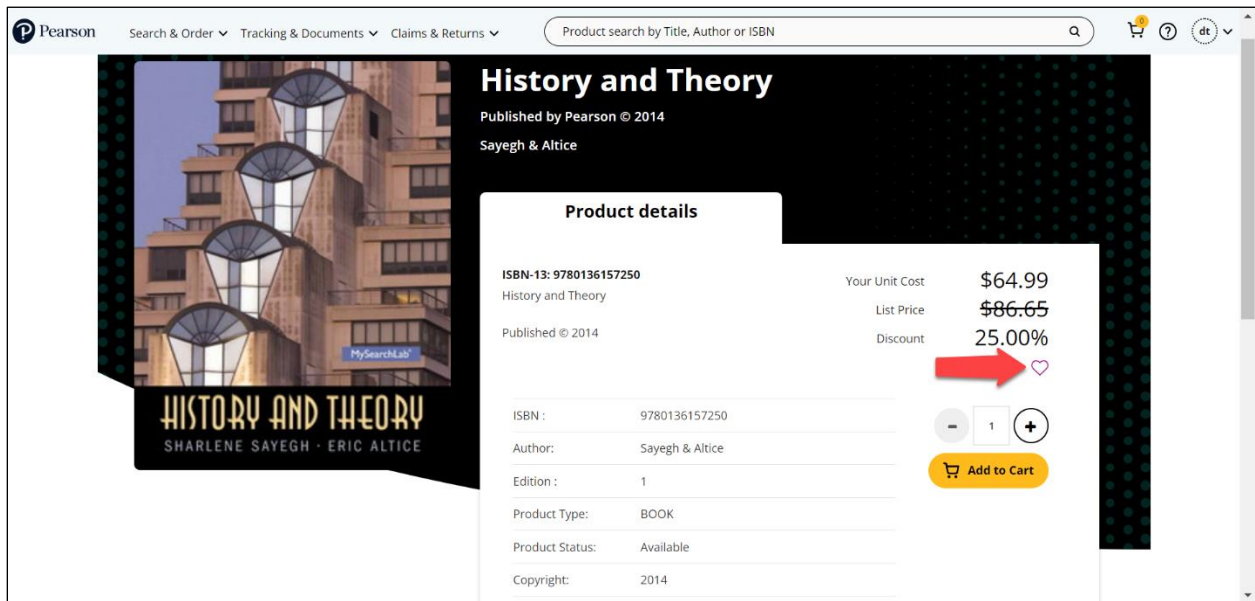 Pearson
Search & Order
Tracking & Documents
Claims & Returns
Product search by Title, Author or ISBN
0
?
dt
History and Theory
Published by Pearson © 2014
Sayegh & Altice
MySearchLab®
HISTORY AND THEORY
SHARLENE SAYEGH · ERIC ALTICE
Product details
ISBN-13: 9780136157250
History and Theory
Published © 2014
Your Unit Cost $64.99
List Price $86.65
Discount 25.00%
ISBN : 9780136157250
Author: Sayegh & Altice
Edition : 1
Product Type: BOOK
Product Status: Available
Copyright: 2014
- 1 +
Add to Cart